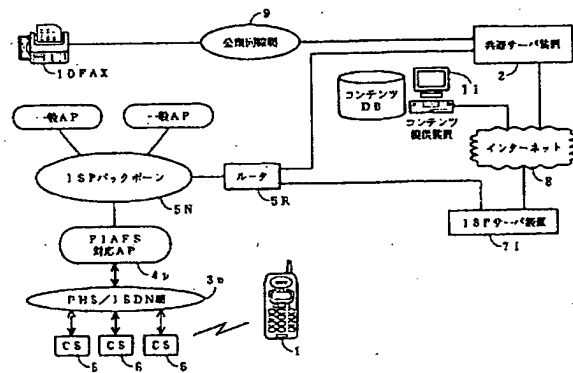 9
公衆回線網
10FAX
共通サーバ装置
2
11
コンテンツ
DB
コンテンツ
提供装置
一般AP
一般AP
インターネット
8
ISPバックボーン
5N
ルータ
5R
ISPサーバ装置
7I
PIAFS
対応AP
4p
PHS/ISDN網
3p
CS
CS
CS
6
6
6
1